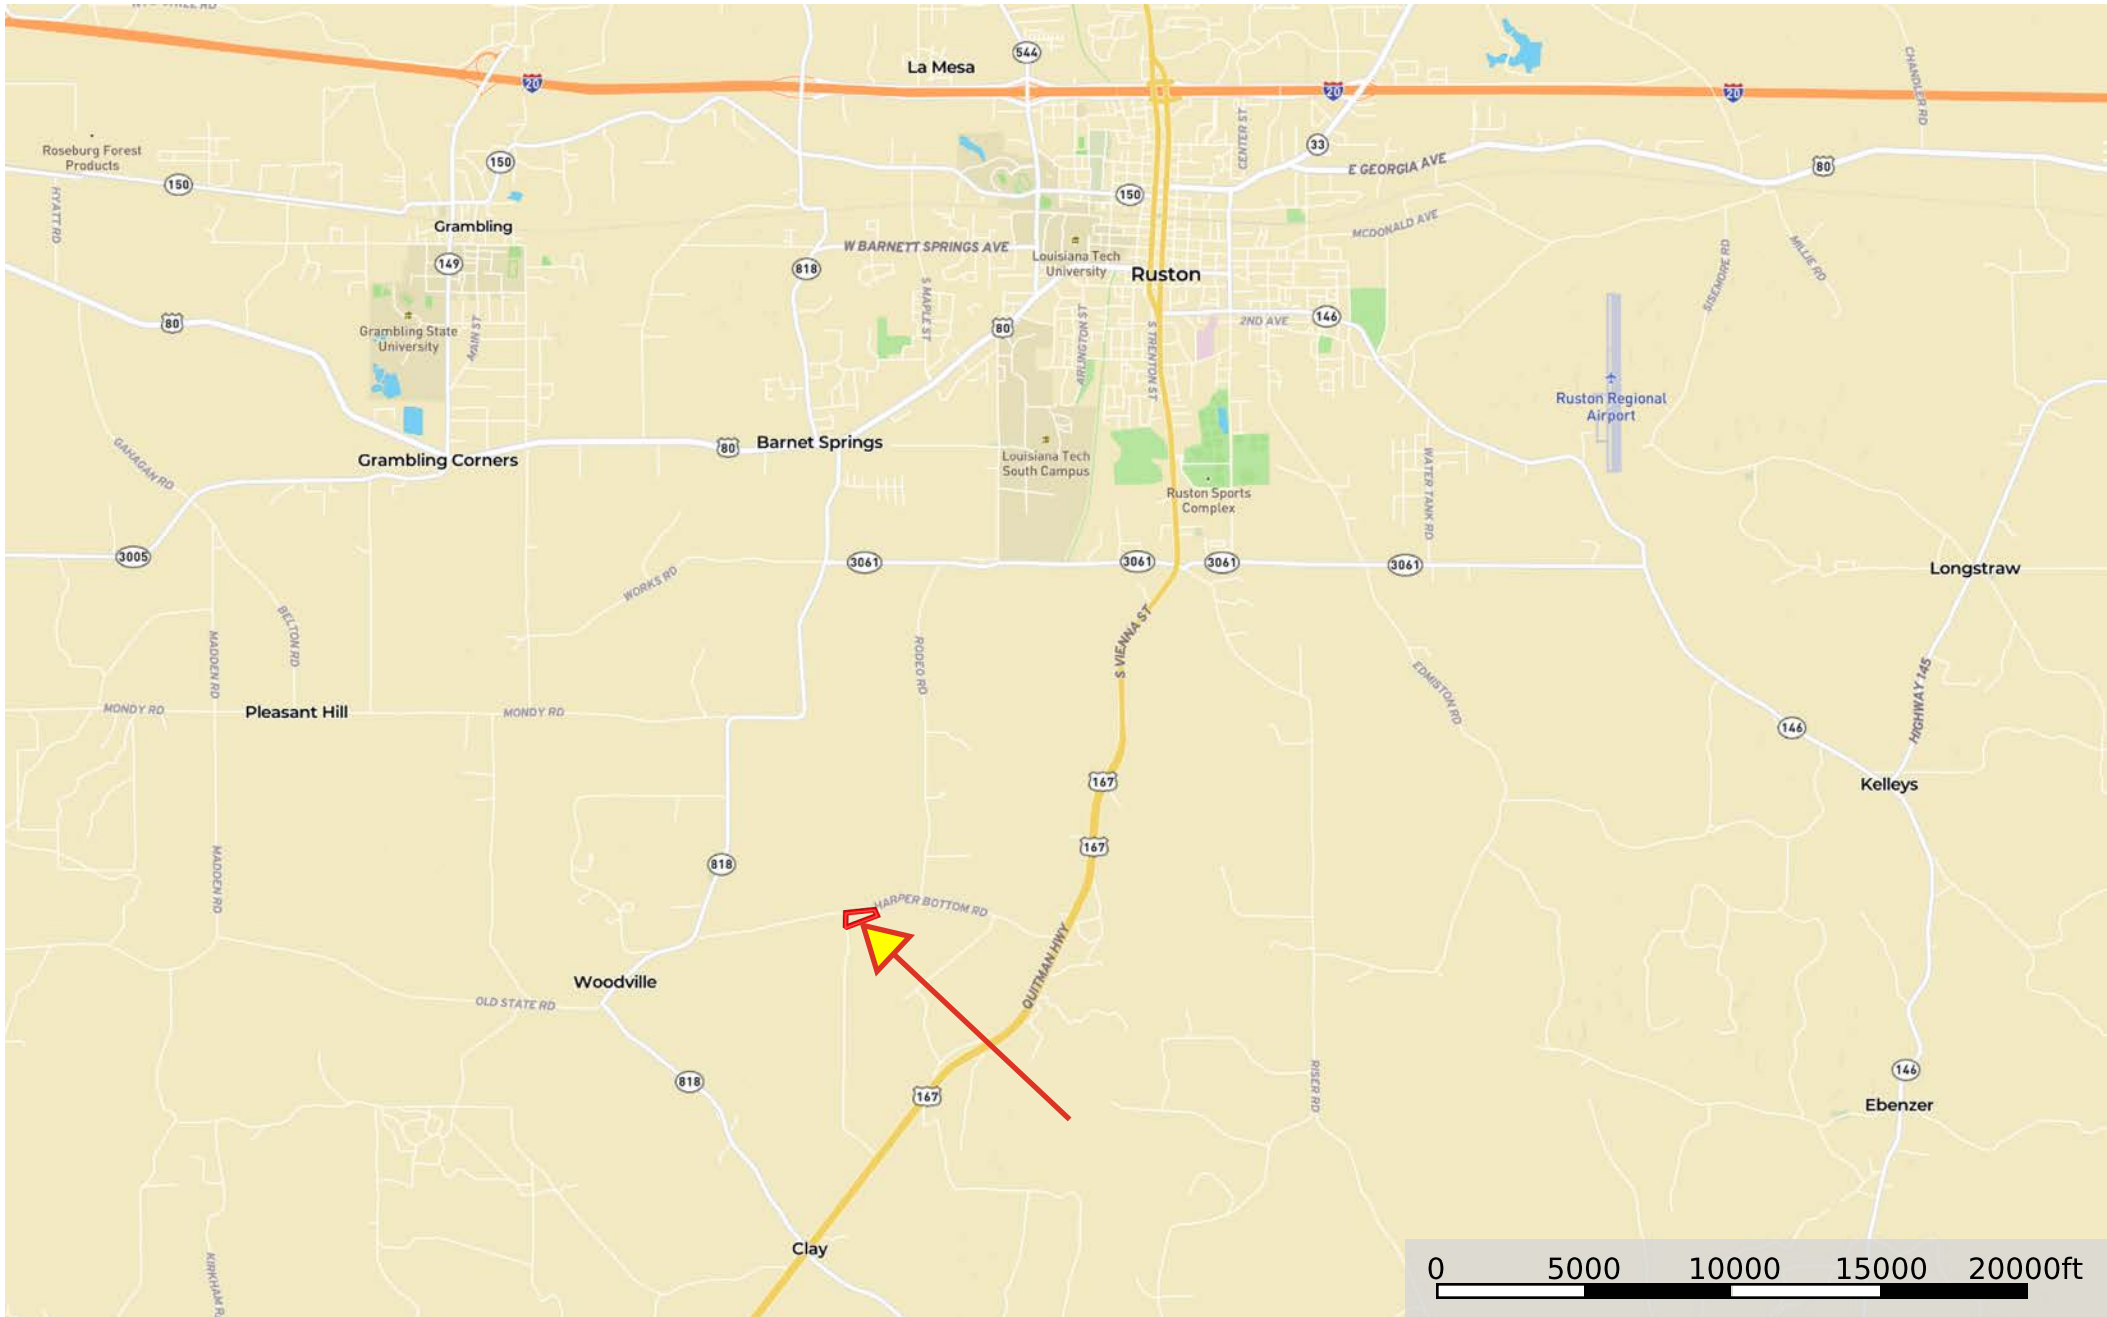 544
La Mesa
20
20
20
CHANDLER RD
Roseburg Forest
Products
150
150
33
CENTER ST
E GEORGIA AVE
80
HYATT RD
150
Grambling
W BARNETT SPRINGS AVE
MCDONALD AVE
149
818
Louisiana Tech
University
Ruston
SISEMORE RD
MILLIE RD
80
Grambling State
University
MAIN ST
S MAPLE ST
80
ARLINGTON ST
S TRENTON ST
2ND AVE
146
Ruston Regional
Airport
GAHAGAN RD
Grambling Corners
80
Barnet Springs
Louisiana Tech
South Campus
Ruston Sports
Complex
WATER TANK RD
3005
WORKS RD
3061
3061
3061
3061
Longstraw
BELTON RD
MADDEN RD
RODEO RD
S VIENNA ST
EDMISTON RD
HIGHWAY 145
MONDY RD
Pleasant Hill
MONDY RD
146
167
Kelleys
167
818
MADDEN RD
HARPER BOTTOM RD
QUITMAN HWY
Woodville
OLD STATE RD
818
167
RISER RD
146
Ebenzer
Clay
KIRKHAM R
0 5000 10000 15000 20000ft